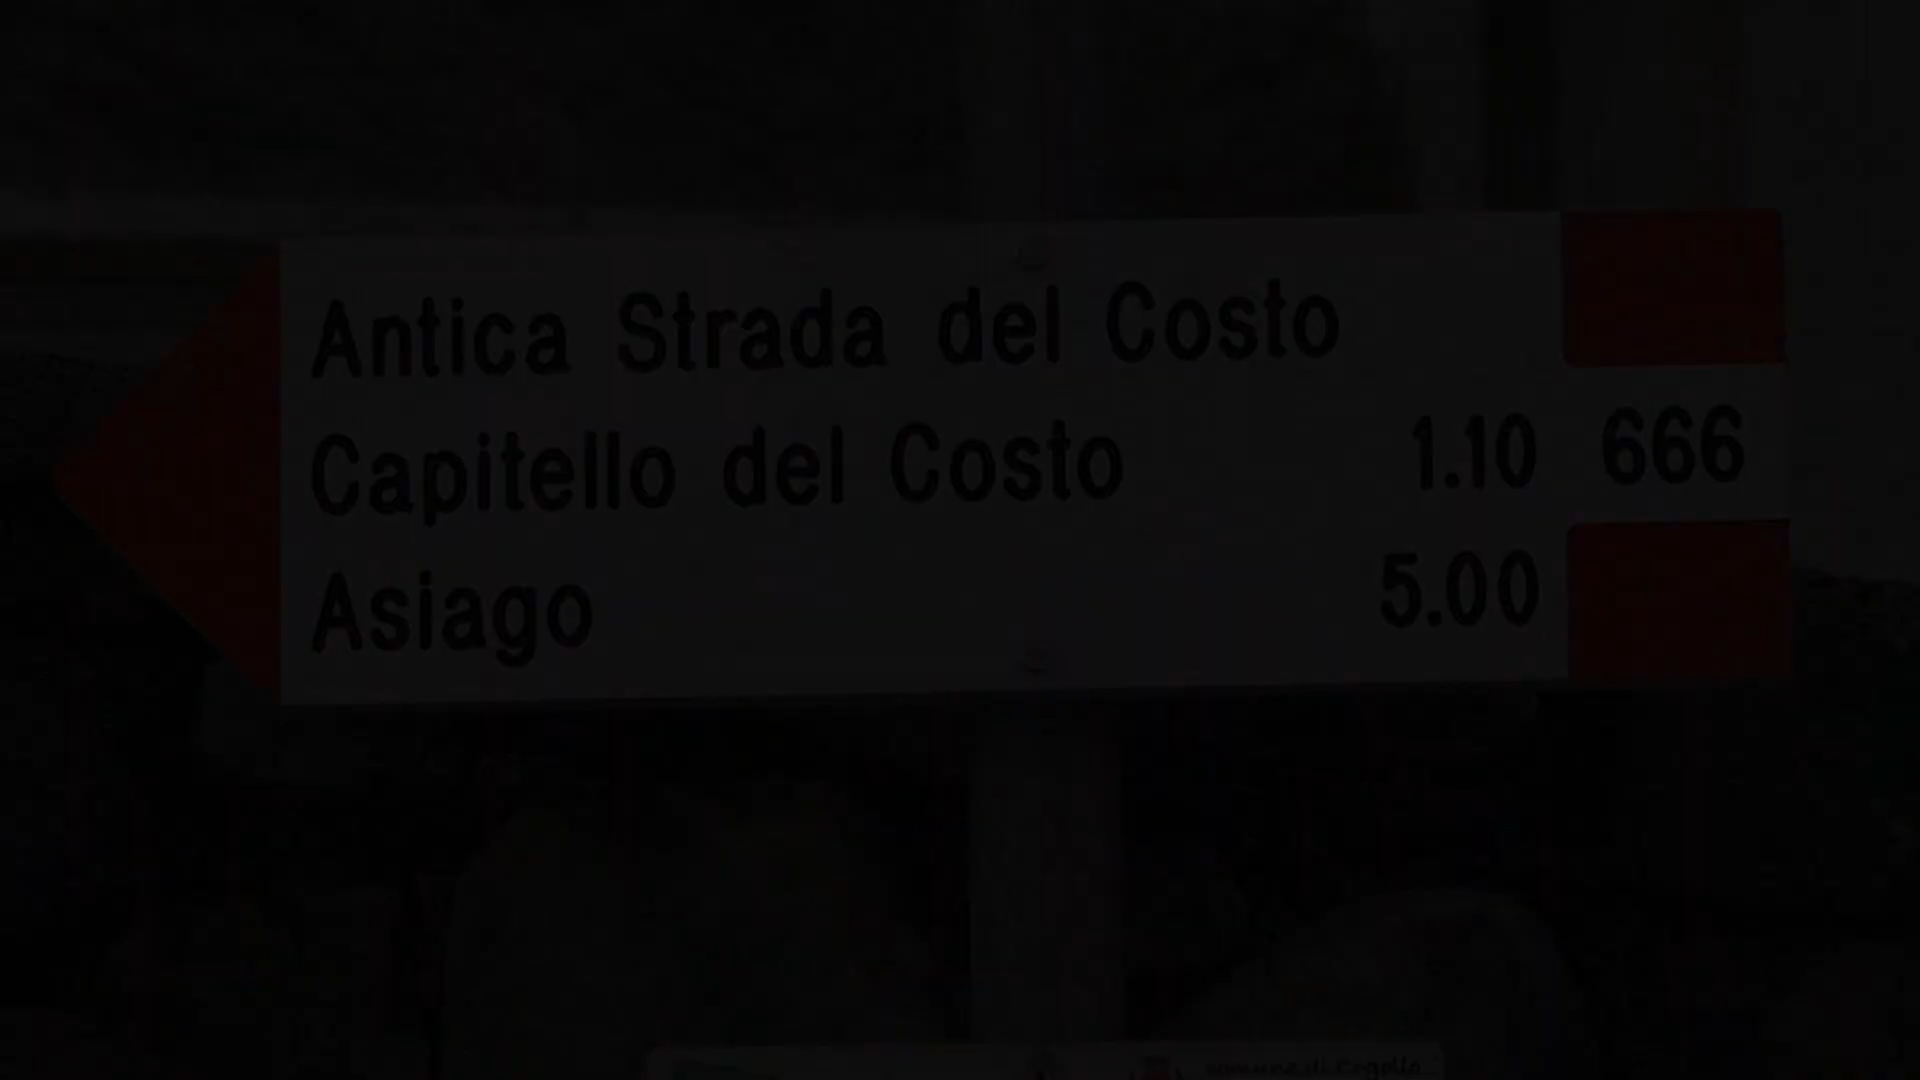 Antica Strada del Costo
Capitello del Costo 1.10 666
Asiago 5.00